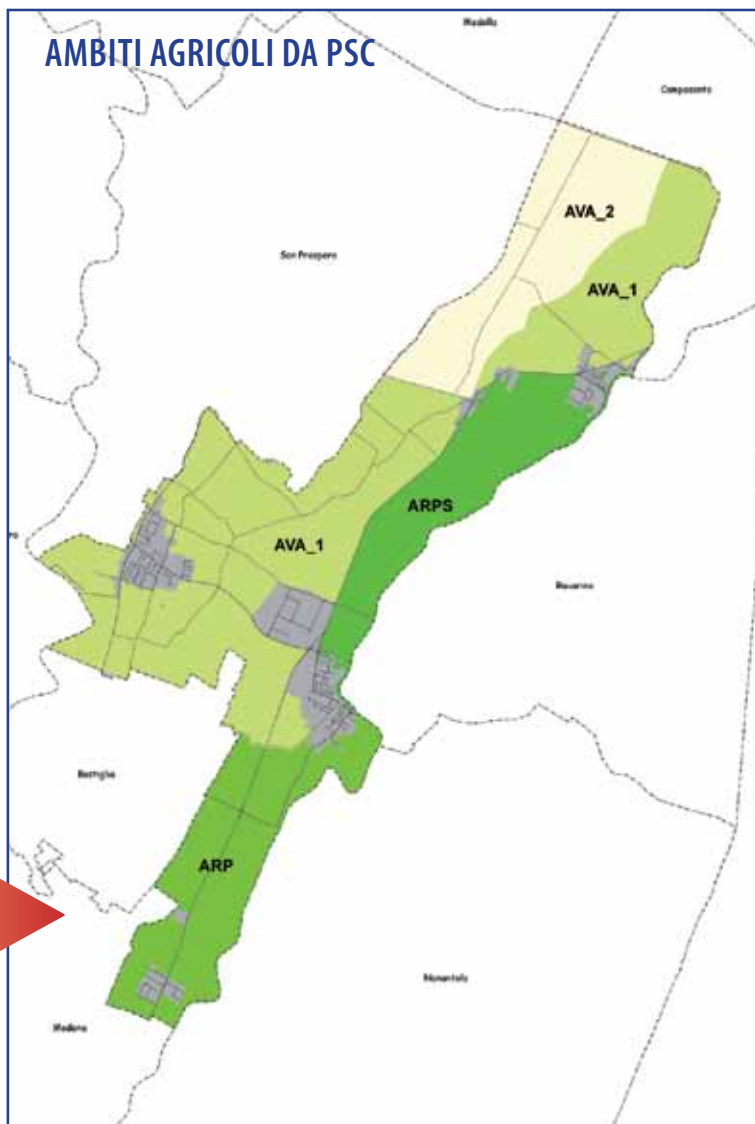 AMBITI AGRICOLI DA PSC
Medolla
Camposanto
AVA_2
San Prospero
AVA_1
ARPS
AVA_1
Ravarino
Bastiglia
ARP
Nonantola
Modena